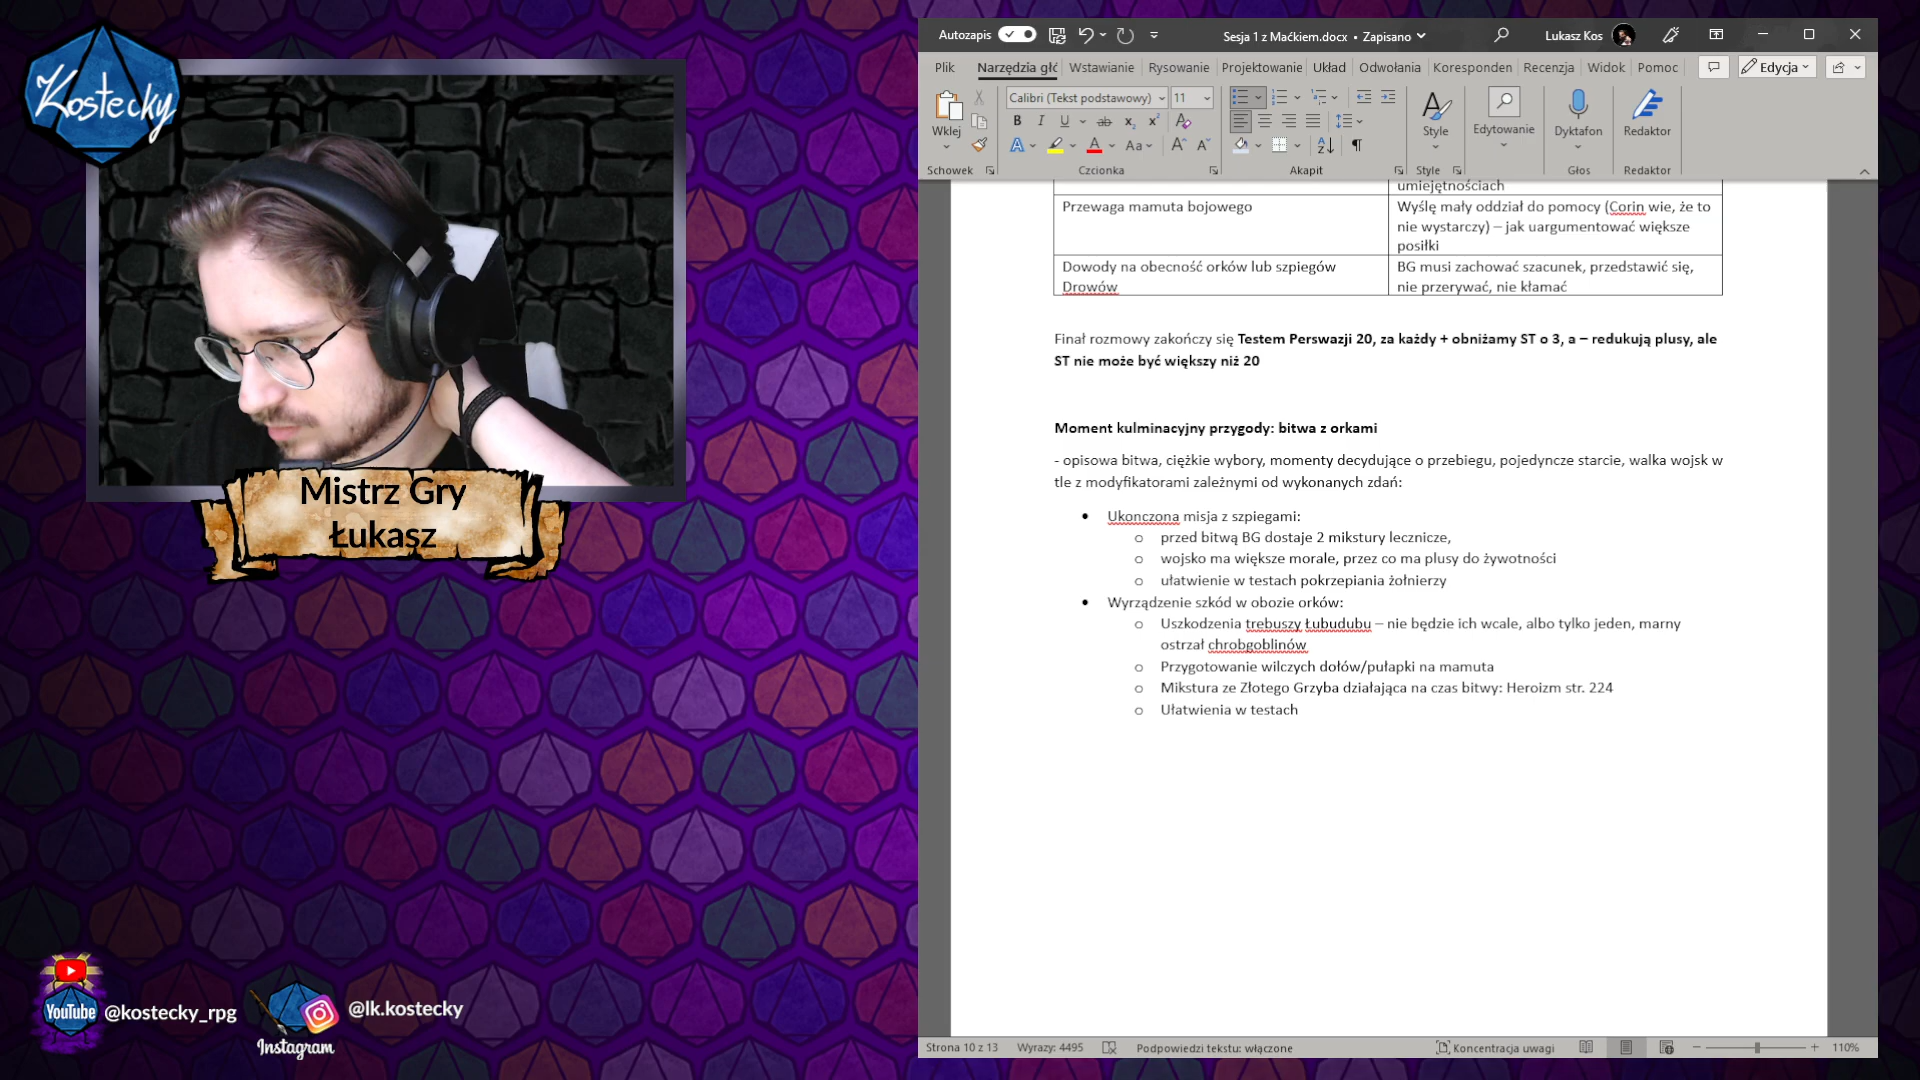 Kostecky
Mistrz Gry
Łukasz
YouTube
@kostecky_rpg
Instagram
@lk.kostecky
Autozapis
Sesja 1 z Maćkiem.docx • Zapisano
Lukasz Kos
Plik
Narzędzia głć
Wstawianie
Rysowanie
Projektowanie
Układ
Odwołania
Koresponden
Recenzja
Widok
Pomoc
Edycja
Wklej
Calibri (Tekst podstawowy)
11
Style
Edytowanie
Dyktafon
Redaktor
Schowek
Czcionka
Akapit
Style
Głos
Redaktor
umiejętnościach
Przewaga mamuta bojowego
Wyślę mały oddział do pomocy (Corin wie, że to
nie wystarczy) – jak uargumentować większe
posiłki
Dowody na obecność orków lub szpiegów
Drowów
BG musi zachować szacunek, przedstawić się,
nie przerywać, nie kłamać
Finał rozmowy zakończy się Testem Perswazji 20, za każdy + obniżamy ST o 3, a – redukują plusy, ale
ST nie może być większy niż 20
Moment kulminacyjny przygody: bitwa z orkami
- opisowa bitwa, ciężkie wybory, momenty decydujące o przebiegu, pojedyncze starcie, walka wojsk w
tle z modyfikatorami zależnymi od wykonanych zdań:
• Ukonczona misja z szpiegami:
o przed bitwą BG dostaje 2 mikstury lecznicze,
o wojsko ma większe morale, przez co ma plusy do żywotności
o ułatwienie w testach pokrzepiania żołnierzy
• Wyrządzenie szkód w obozie orków:
o Uszkodzenia trebuszy Łubudubu – nie będzie ich wcale, albo tylko jeden, marny
ostrzał chrobgoblinów
o Przygotowanie wilczych dołów/pułapki na mamuta
o Mikstura ze Złotego Grzyba działająca na czas bitwy: Heroizm str. 224
o Ułatwienia w testach
Strona 10 z 13
Wyrazy: 4495
Podpowiedzi tekstu: włączone
Koncentracja uwagi
110%